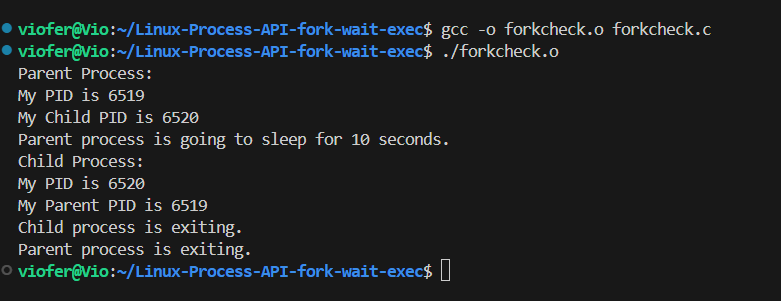 viofer@Vio:~/Linux-Process-API-fork-wait-exec$ gcc -o forkcheck.o forkcheck.c
viofer@Vio:~/Linux-Process-API-fork-wait-exec$ ./forkcheck.o
Parent Process:
My PID is 6519
My Child PID is 6520
Parent process is going to sleep for 10 seconds.
Child Process:
My PID is 6520
My Parent PID is 6519
Child process is exiting.
Parent process is exiting.
viofer@Vio:~/Linux-Process-API-fork-wait-exec$